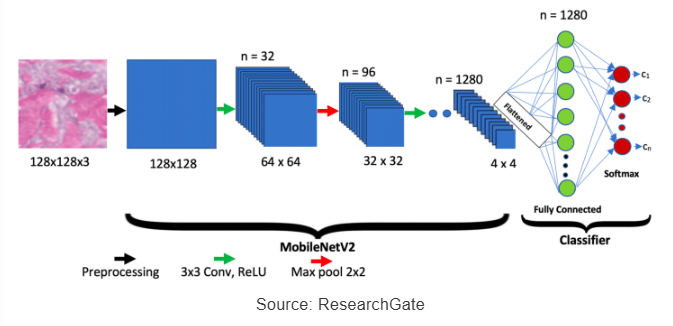 n = 1280
n = 32
n = 96
n = 1280
Flattened
C1
C2
Cn
128x128x3
128x128
64 x 64
32 x 32
4 x 4
Softmax
Fully Connected
MobileNetV2
Classifier
Preprocessing
3x3 Conv, ReLU
Max pool 2x2
Source: ResearchGate